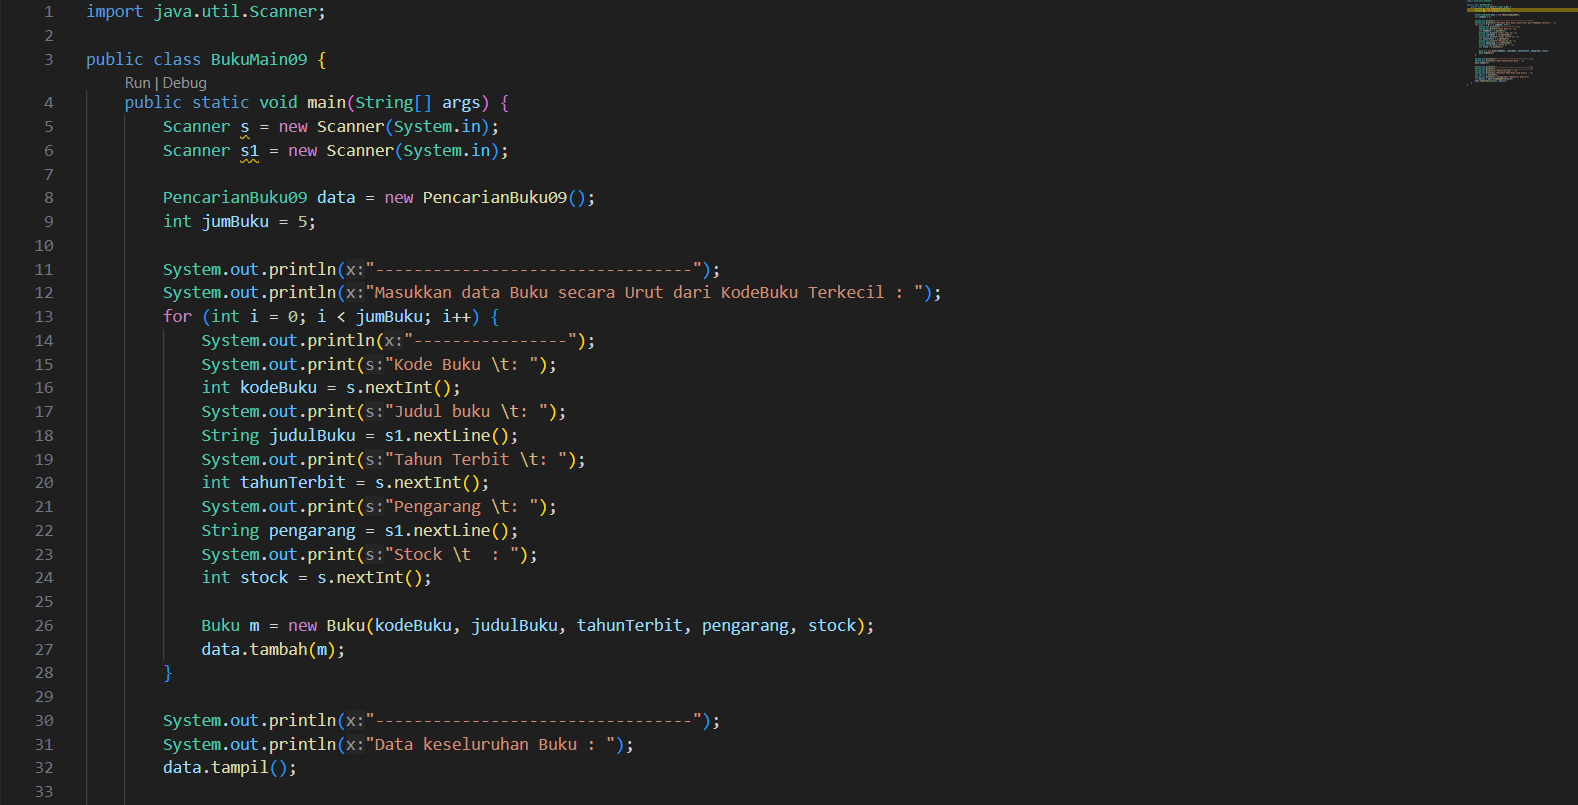 1 import java.util.Scanner;
2
3 public class BukuMain09 {
Run | Debug
4 public static void main(String[] args) {
5 Scanner s = new Scanner(System.in);
6 Scanner s1 = new Scanner(System.in);
7
8 PencarianBuku09 data = new PencarianBuku09();
9 int jumBuku = 5;
10
11 System.out.println(x:"---------------------------------");
12 System.out.println(x:"Masukkan data Buku secara Urut dari KodeBuku Terkecil : ");
13 for (int i = 0; i < jumBuku; i++) {
14 System.out.println(x:"----------------");
15 System.out.print(s:"Kode Buku \t: ");
16 int kodeBuku = s.nextInt();
17 System.out.print(s:"Judul buku \t: ");
18 String judulBuku = s1.nextLine();
19 System.out.print(s:"Tahun Terbit \t: ");
20 int tahunTerbit = s.nextInt();
21 System.out.print(s:"Pengarang \t: ");
22 String pengarang = s1.nextLine();
23 System.out.print(s:"Stock \t  : ");
24 int stock = s.nextInt();
25
26 Buku m = new Buku(kodeBuku, judulBuku, tahunTerbit, pengarang, stock);
27 data.tambah(m);
28 }
29
30 System.out.println(x:"---------------------------------");
31 System.out.println(x:"Data keseluruhan Buku : ");
32 data.tampil();
33